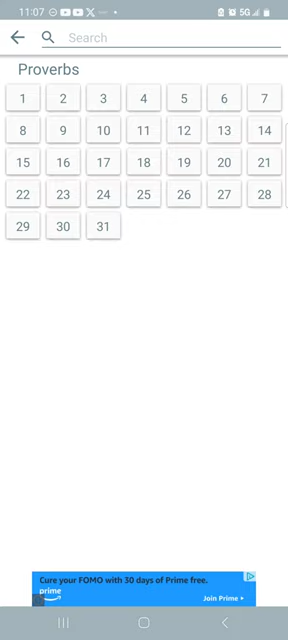 11:07 5G
Search
Proverbs
1 2 3 4 5 6 7
8 9 10 11 12 13 14
15 16 17 18 19 20 21
22 23 24 25 26 27 28
29 30 31
Cure your FOMO with 30 days of Prime free.
prime
Join Prime